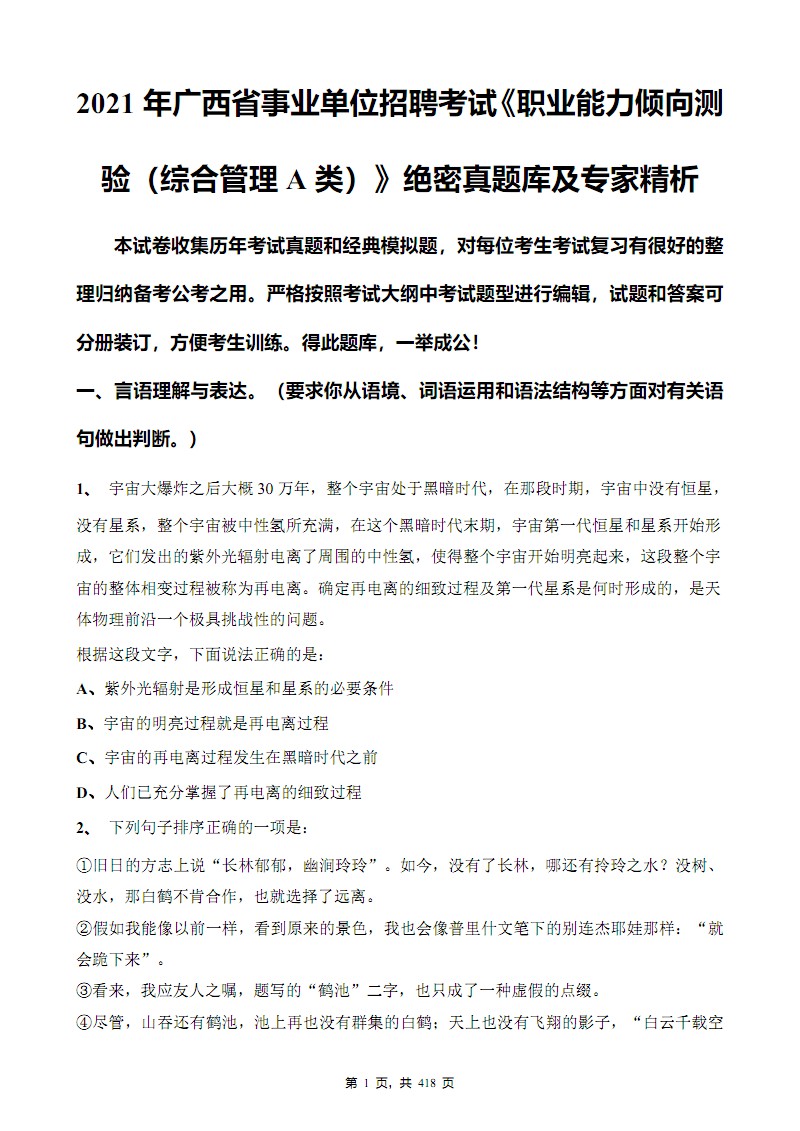 2021 年广西省事业单位招聘考试《职业能力倾向测
验（综合管理 A 类）》绝密真题库及专家精析
本试卷收集历年考试真题和经典模拟题，对每位考生考试复习有很好的整
理归纳备考公考之用。严格按照考试大纲中考试题型进行编辑，试题和答案可
分册装订，方便考生训练。得此题库，一举成公！
一、言语理解与表达。（要求你从语境、词语运用和语法结构等方面对有关语
句做出判断。）
1、 宇宙大爆炸之后大概 30 万年，整个宇宙处于黑暗时代，在那段时期，宇宙中没有恒星，
没有星系，整个宇宙被中性氢所充满，在这个黑暗时代末期，宇宙第一代恒星和星系开始形
成，它们发出的紫外光辐射电离了周围的中性氢，使得整个宇宙开始明亮起来，这段整个宇
宙的整体相变过程被称为再电离。确定再电离的细致过程及第一代星系是何时形成的，是天
体物理前沿一个极具挑战性的问题。
根据这段文字，下面说法正确的是：
A、紫外光辐射是形成恒星和星系的必要条件
B、宇宙的明亮过程就是再电离过程
C、宇宙的再电离过程发生在黑暗时代之前
D、人们已充分掌握了再电离的细致过程
2、 下列句子排序正确的一项是：
①旧日的方志上说“长林郁郁，幽涧玲玲”。如今，没有了长林，哪还有拎玲之水？没树、
没水，那白鹤不肯合作，也就选择了远离。
②假如我能像以前一样，看到原来的景色，我也会像普里什文笔下的别连杰耶娃那样：“就
会跪下来”。
③看来，我应友人之嘱，题写的“鹤池”二字，也只成了一种虚假的点缀。
④尽管，山吞还有鹤池，池上再也没有群集的白鹤；天上也没有飞翔的影子，“白云千载空
第 1 页，共 418 页